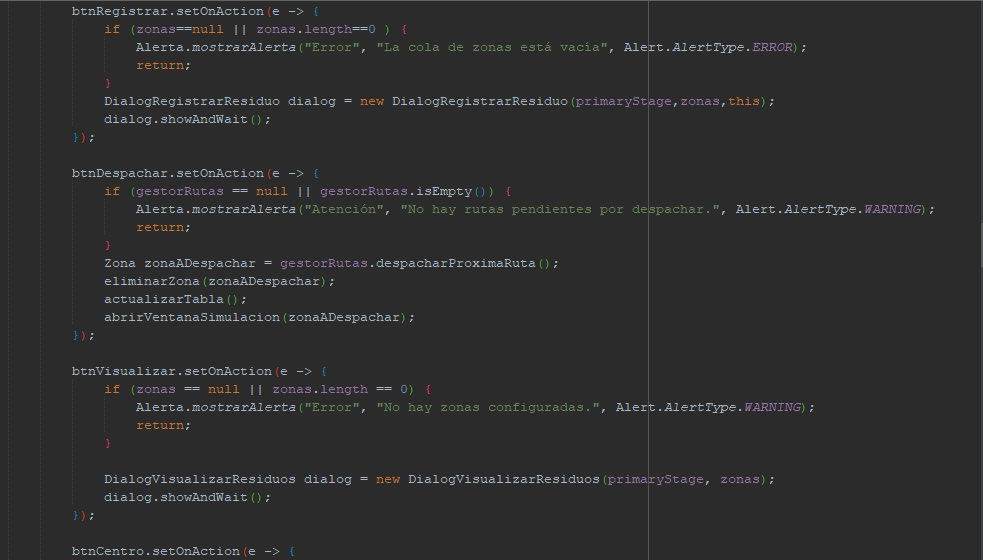 btnRegistrar.setOnAction(e -> {
if (zonas==null || zonas.length==0 ) {
Alerta.mostrarAlerta("Error", "La cola de zonas está vacía", Alert.AlertType.ERROR);
return;
}
DialogRegistrarResiduo dialog = new DialogRegistrarResiduo(primaryStage,zonas,this);
dialog.showAndWait();
});
btnDespachar.setOnAction(e -> {
if (gestorRutas == null || gestorRutas.isEmpty()) {
Alerta.mostrarAlerta("Atención", "No hay rutas pendientes por despachar.", Alert.AlertType.WARNING);
return;
}
Zona zonaADespachar = gestorRutas.despacharProximaRuta();
eliminarZona(zonaADespachar);
actualizarTabla();
abrirVentanaSimulacion(zonaADespachar);
});
btnVisualizar.setOnAction(e -> {
if (zonas == null || zonas.length == 0) {
Alerta.mostrarAlerta("Error", "No hay zonas configuradas.", Alert.AlertType.WARNING);
return;
}
DialogVisualizarResiduos dialog = new DialogVisualizarResiduos(primaryStage, zonas);
dialog.showAndWait();
});
btnCentro.setOnAction(e -> {